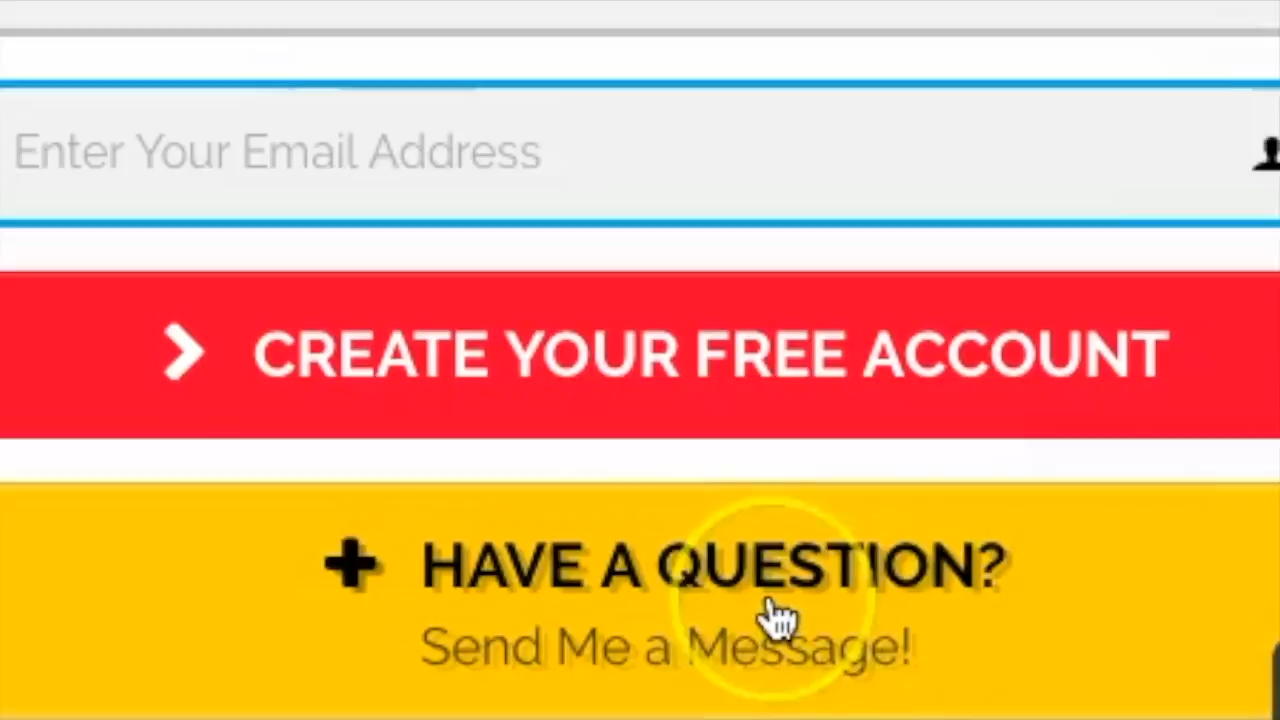 Enter Your Email Address
CREATE YOUR FREE ACCOUNT
HAVE A QUESTION?
Send Me a Message!